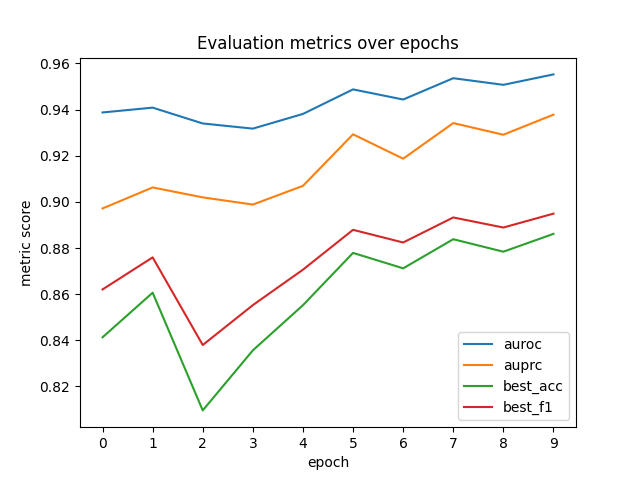 Evaluation metrics over epochs
metric score
0.96
0.94
0.92
0.90
0.88
0.86
0.84
0.82
auroc
auprc
best_acc
best_f1
0 1 2 3 4 5 6 7 8 9
epoch